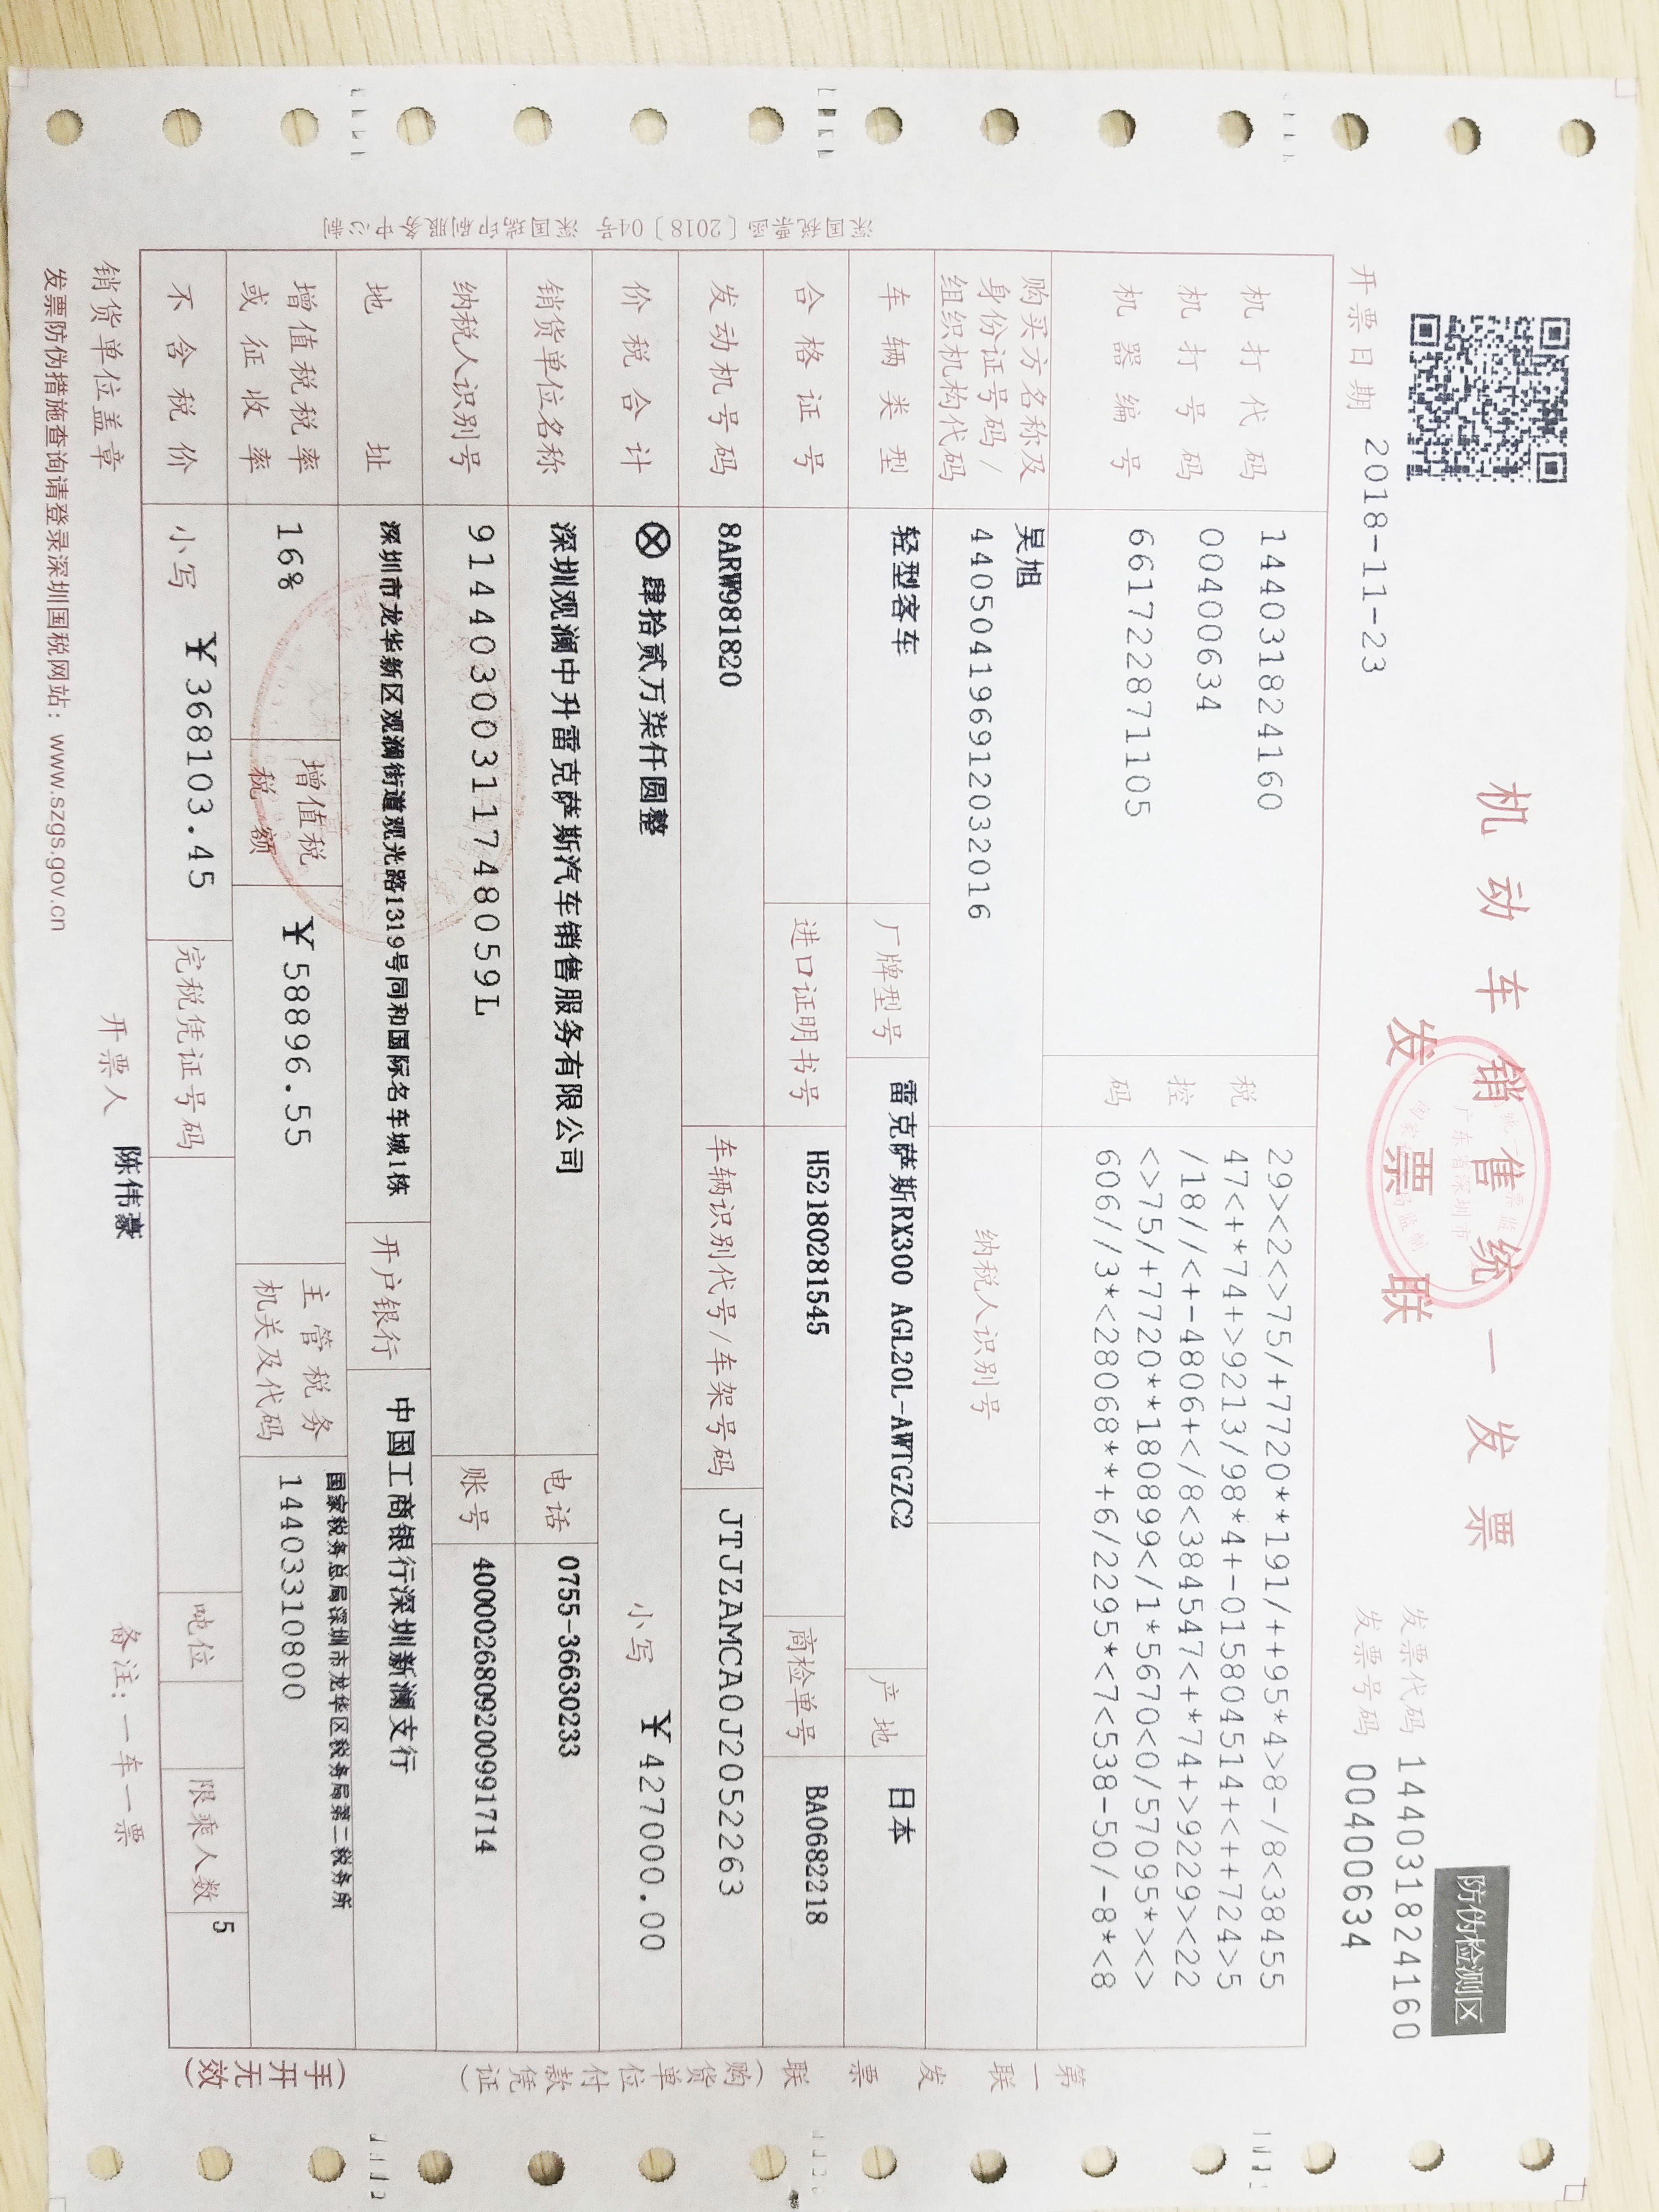 机动车销售统一发票
发票联
防伪检测区
发票代码 144031824160
发票号码 00400634
开票日期 2018-11-23
机打代码 144031824160
机打号码 00400634
机器编号 661722871105
税控码
29><2<>75/+7720**191/++95*4>8-/8<38455
47<+*74+>9213/98*4+-015804514+<++724>5
/18//<+-4806+</8<384547<+*74+>9229><22
<>75/+7720**180899</1*5670<0/57095*><>
606//3*<28068**+6/2295*<7<538-50/-8*<8
购买方名称及身份证号码/组织机构代码 吴旭
440504196912032016
纳税人识别号
车辆类型 轻型客车 厂牌型号 雷克萨斯RX300 AGL20L-AWTGZC2 产地 日本
合格证号 进口证明书号 H52180281545 商检单号 BA0682218
发动机号码 8ARW981820 车辆识别代号/车架号码 JTJZAMCA0J2052263
价税合计 ⊗ 肆拾贰万柒仟圆整 小写 ￥427000.00
销货单位名称 深圳观澜中升雷克萨斯汽车销售服务有限公司 电话 0755-36630233
纳税人识别号 91440300311748059L 账号 4000026809200991714
地址 深圳市龙华新区观澜街道观光路1319号同和国际名车城1栋 开户银行 中国工商银行深圳新澜支行
增值税税率或征收率 16% 增值税税额 ￥58896.55 主管税务机关及代码 国家税务总局深圳市龙华区税务局第二税务所
14403310800
不含税价 小写 ￥368103.45 完税凭证号码 吨位 限乘人数 5
销货单位盖章 开票人 陈伟豪 备注：一车一票
发票防伪措施查询请登录深圳国税网站：www.szgs.gov.cn
第一联 发票联（购货单位付款凭证）
（手开无效）